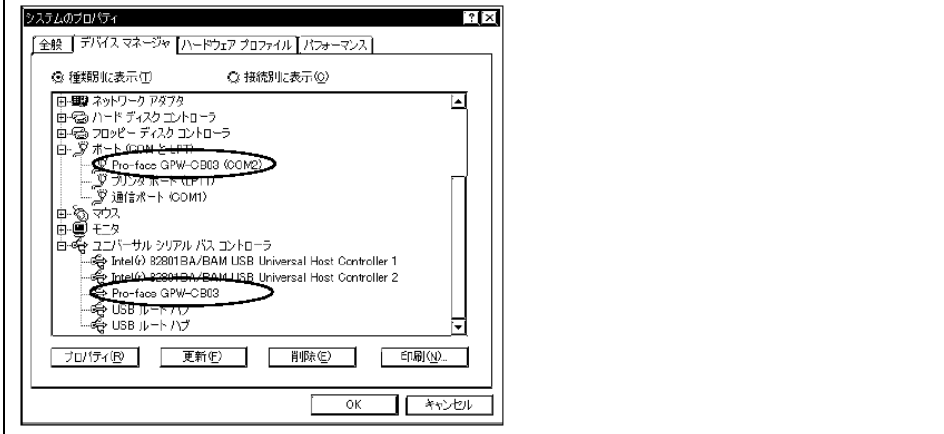 システムのプロパティ
全般 デバイス マネージャ ハードウェア プロファイル パフォーマンス
種類別に表示(T) 接続別に表示(C)
ネットワーク アダプタ
ハード ディスク コントローラ
フロッピー ディスク コントローラ
ポート (COM と LPT)
Pro-face GPW-CB03 (COM2)
プリンタ ポート (LPT1)
通信ポート (COM1)
マウス
モニタ
ユニバーサル シリアル バス コントローラ
Intel(r) 82801BA/BAM USB Universal Host Controller 1
Intel(r) 82801BA/BAM USB Universal Host Controller 2
Pro-face GPW-CB03
USB ルート ハブ
USB ルート ハブ
プロパティ(R) 更新(F) 削除(E) 印刷(N)...
OK キャンセル